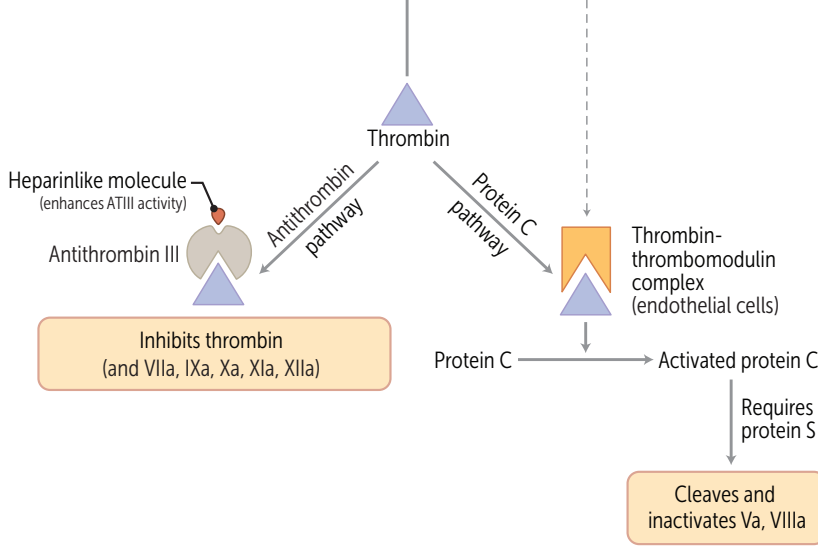 Thrombin
Heparinlike molecule
(enhances ATIII activity)
Antithrombin
pathway
Protein C
pathway
Antithrombin III
Thrombin-
thrombomodulin
complex
(endothelial cells)
Inhibits thrombin
(and VIIa, IXa, Xa, XIa, XIIa)
Protein C
Activated protein C
Requires
protein S
Cleaves and
inactivates Va, VIIIa